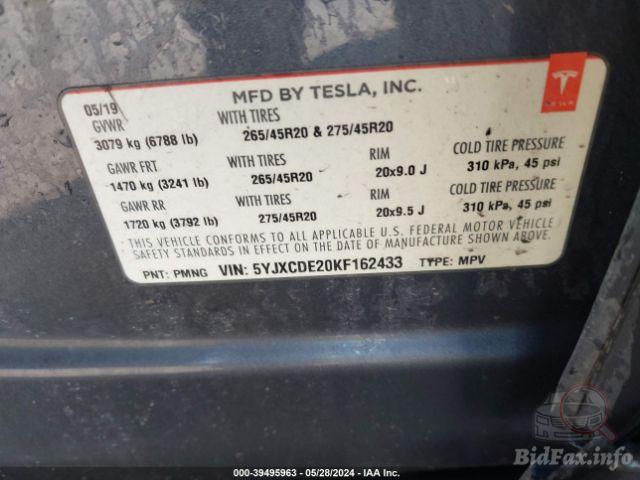 MFD BY TESLA, INC.
05/19
GVWR WITH TIRES
3079 kg (6788 lb) 265/45R20 & 275/45R20
GAWR FRT WITH TIRES RIM COLD TIRE PRESSURE
1470 kg (3241 lb) 265/45R20 20x9.0 J 310 kPa, 45 psi
GAWR RR WITH TIRES RIM COLD TIRE PRESSURE
1720 kg (3792 lb) 275/45R20 20x9.5 J 310 kPa, 45 psi
THIS VEHICLE CONFORMS TO ALL APPLICABLE U.S. FEDERAL MOTOR VEHICLE
SAFETY STANDARDS IN EFFECT ON THE DATE OF MANUFACTURE SHOWN ABOVE.
PNT: PMNG VIN: 5YJXCDE20KF162433 TYPE: MPV
TESLA
BidFax.info
000-39495963 - 05/28/2024 - IAA Inc.